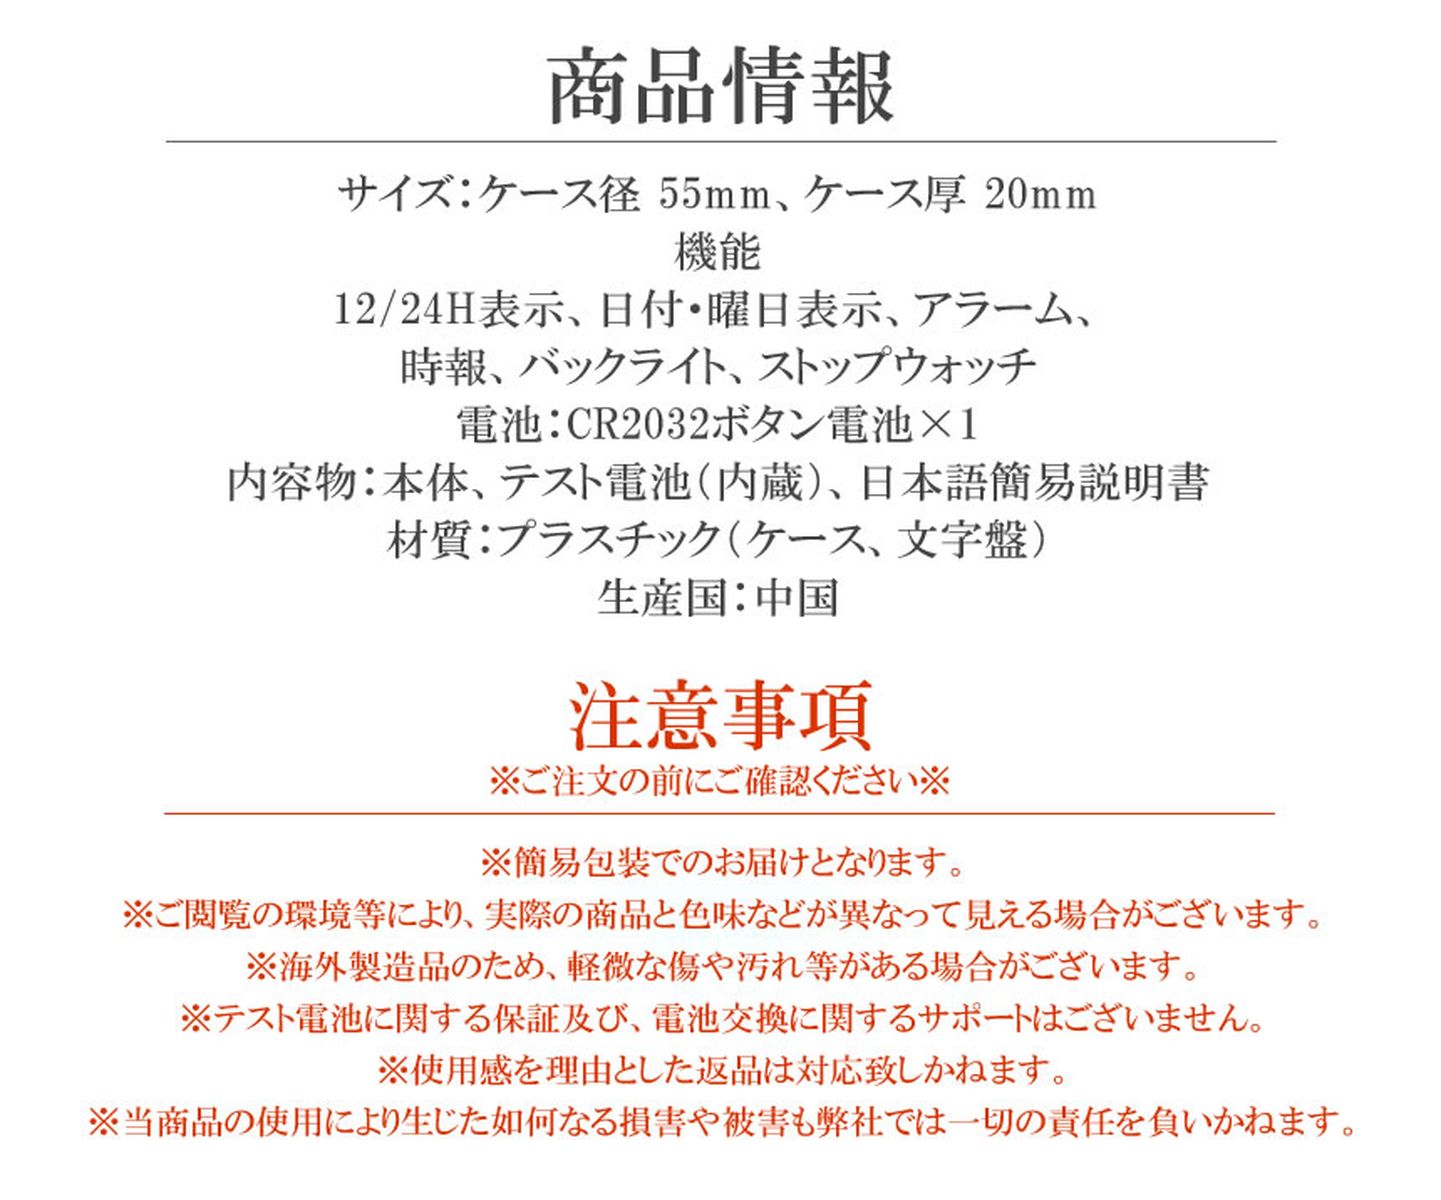 商品情報
サイズ：ケース径 55mm、ケース厚 20mm
機能
12/24H表示、日付・曜日表示、アラーム、
時報、バックライト、ストップウォッチ
電池：CR2032ボタン電池×1
内容物：本体、テスト電池（内蔵）、日本語簡易説明書
材質：プラスチック（ケース、文字盤）
生産国：中国
注意事項
※ご注文の前にご確認ください※
※簡易包装でのお届けとなります。
※ご閲覧の環境等により、実際の商品と色味などが異なって見える場合がございます。
※海外製造品のため、軽微な傷や汚れ等がある場合がございます。
※テスト電池に関する保証及び、電池交換に関するサポートはございません。
※使用感を理由とした返品は対応致しかねます。
※当商品の使用により生じた如何なる損害や被害も弊社では一切の責任を負いかねます。